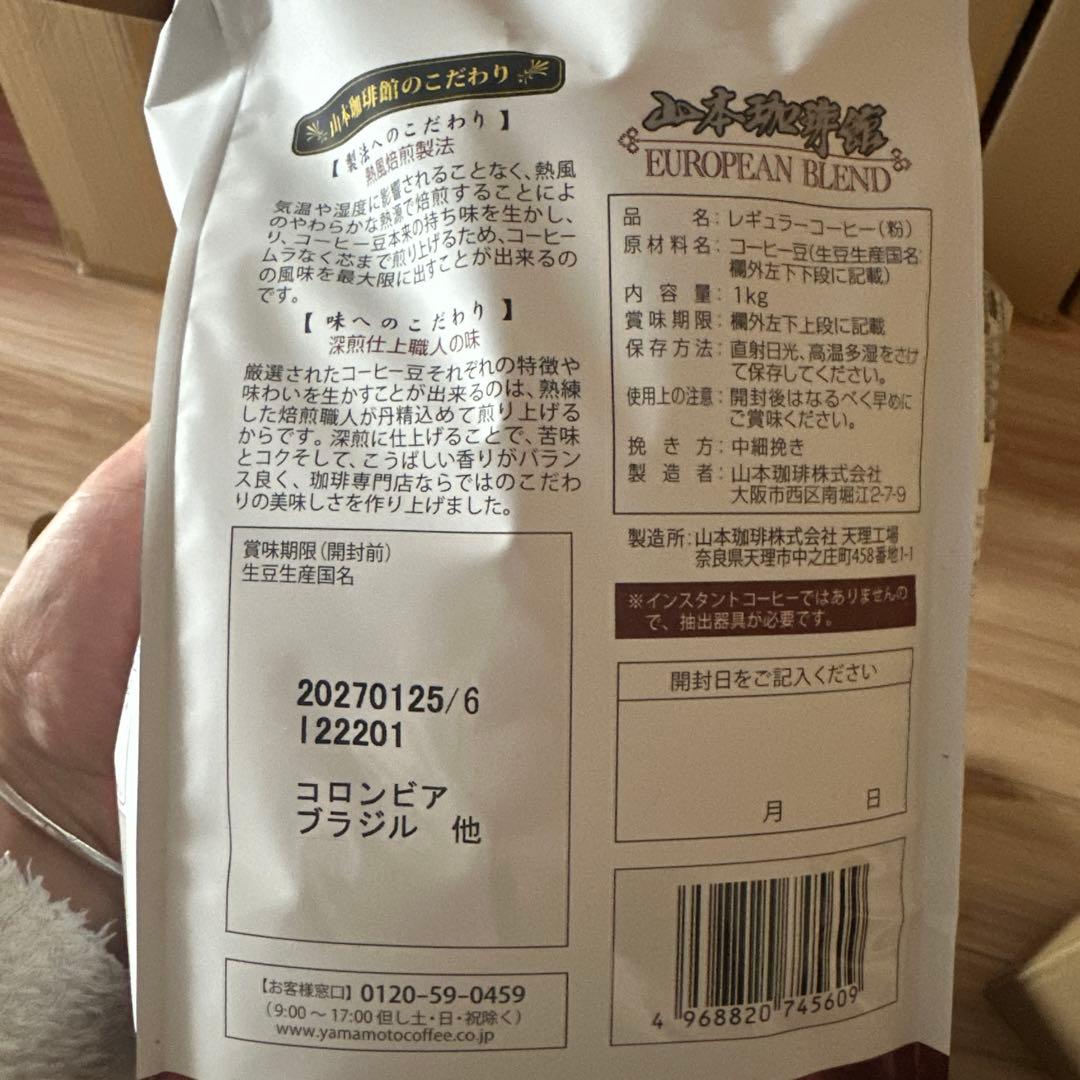 山本珈琲館のこだわり
【製法へのこだわり】
熱風焙煎製法
気温や湿度に影響されることなく、熱風
のやわらかな熱源で焙煎することによ
り、コーヒー豆本来の持ち味を生かし、
ムラなく芯まで煎り上げるため、コーヒー
の風味を最大限に出すことが出来るの
です。
【味へのこだわり】
深煎仕上職人の味
厳選されたコーヒー豆それぞれの特徴や
味わいを生かすことが出来るのは、熟練
した焙煎職人が丹精込めて煎り上げる
からです。深煎に仕上げることで、苦味
とコクそして、こうばしい香りがバラン
ス良く、珈琲専門店ならではのこだわ
りの美味しさを作り上げました。
賞味期限(開封前)
生豆生産国名
20270125/6
I22201
コロンビア
ブラジル 他
【お客様窓口】0120-59-0459
(9:00～17:00 但し土・日・祝除く)
www.yamamotocoffee.co.jp
山本珈琲館
EUROPEAN BLEND
品名:レギュラーコーヒー(粉)
原材料名:コーヒー豆(生豆生産国名:
欄外左下下段に記載)
内容量:1kg
賞味期限:欄外左下上段に記載
保存方法:直射日光、高温多湿をさけ
て保存してください。
使用上の注意:開封後はなるべく早めに
ご賞味ください。
挽き方:中細挽き
製造者:山本珈琲株式会社
大阪市西区南堀江2-7-9
製造所:山本珈琲株式会社 天理工場
奈良県天理市中之庄町458番地1-1
※インスタントコーヒーではありませんの
で、抽出器具が必要です。
開封日をご記入ください
月 日
4 968820 745609